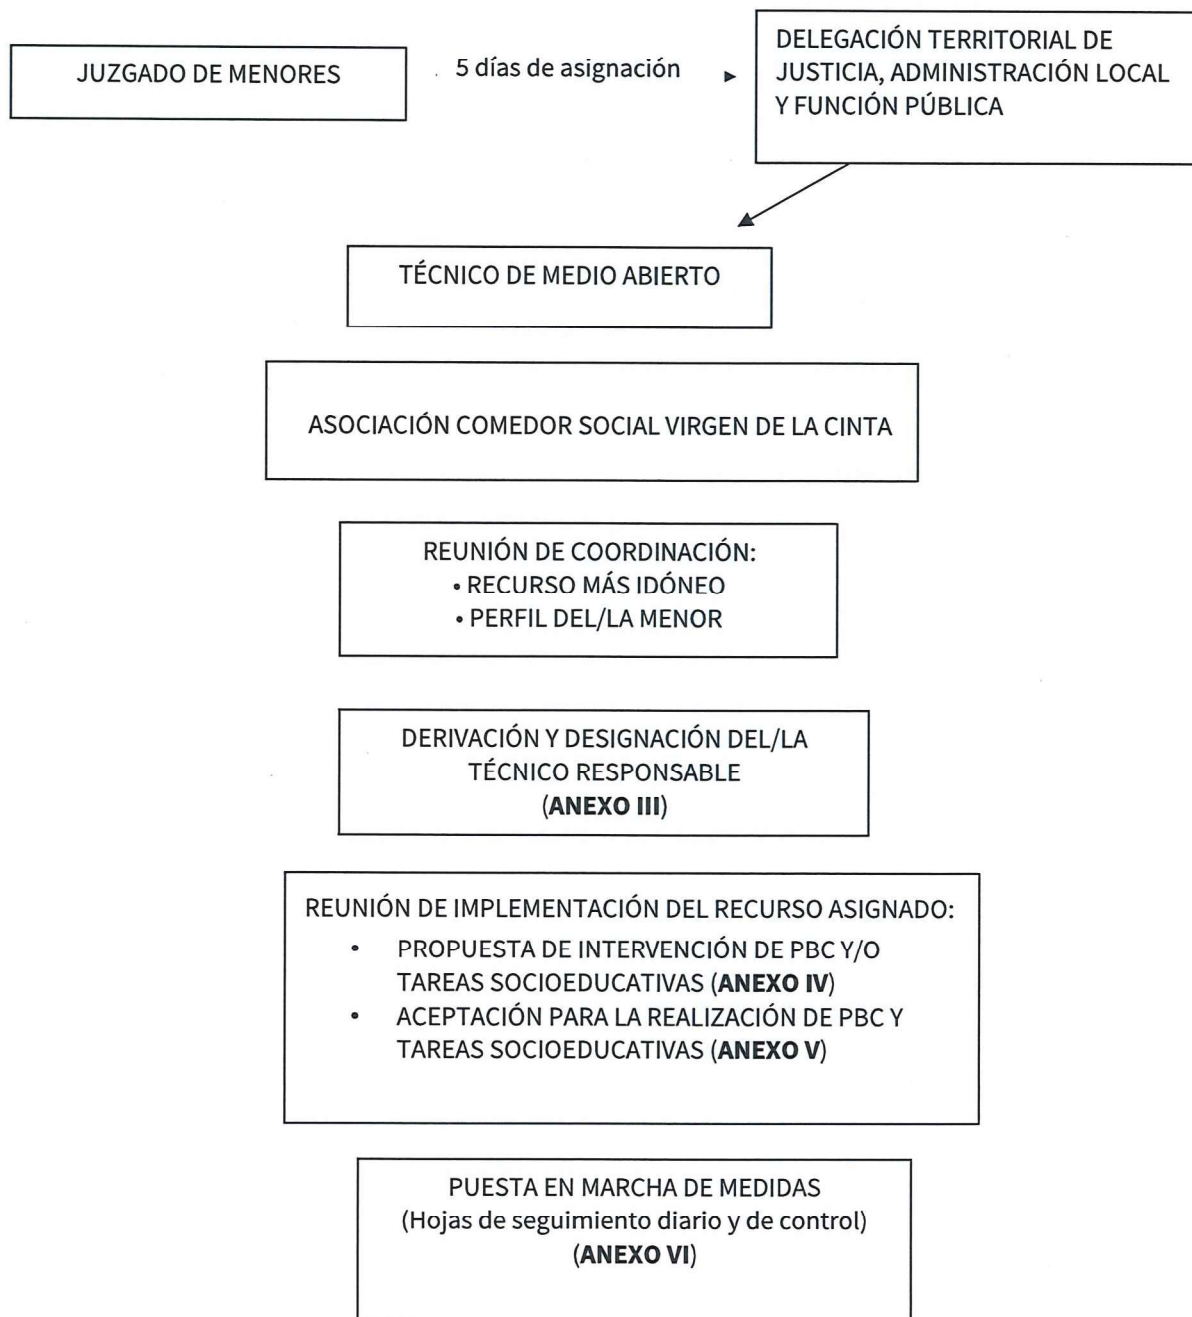 JUZGADO DE MENORES
5 días de asignación
DELEGACIÓN TERRITORIAL DE
JUSTICIA, ADMINISTRACIÓN LOCAL
Y FUNCIÓN PÚBLICA
TÉCNICO DE MEDIO ABIERTO
ASOCIACIÓN COMEDOR SOCIAL VIRGEN DE LA CINTA
REUNIÓN DE COORDINACIÓN:
• RECURSO MÁS IDÓNEO
• PERFIL DEL/LA MENOR
DERIVACIÓN Y DESIGNACIÓN DEL/LA
TÉCNICO RESPONSABLE
(ANEXO III)
REUNIÓN DE IMPLEMENTACIÓN DEL RECURSO ASIGNADO:
• PROPUESTA DE INTERVENCIÓN DE PBC Y/O
TAREAS SOCIOEDUCATIVAS (ANEXO IV)
• ACEPTACIÓN PARA LA REALIZACIÓN DE PBC Y
TAREAS SOCIOEDUCATIVAS (ANEXO V)
PUESTA EN MARCHA DE MEDIDAS
(Hojas de seguimiento diario y de control)
(ANEXO VI)